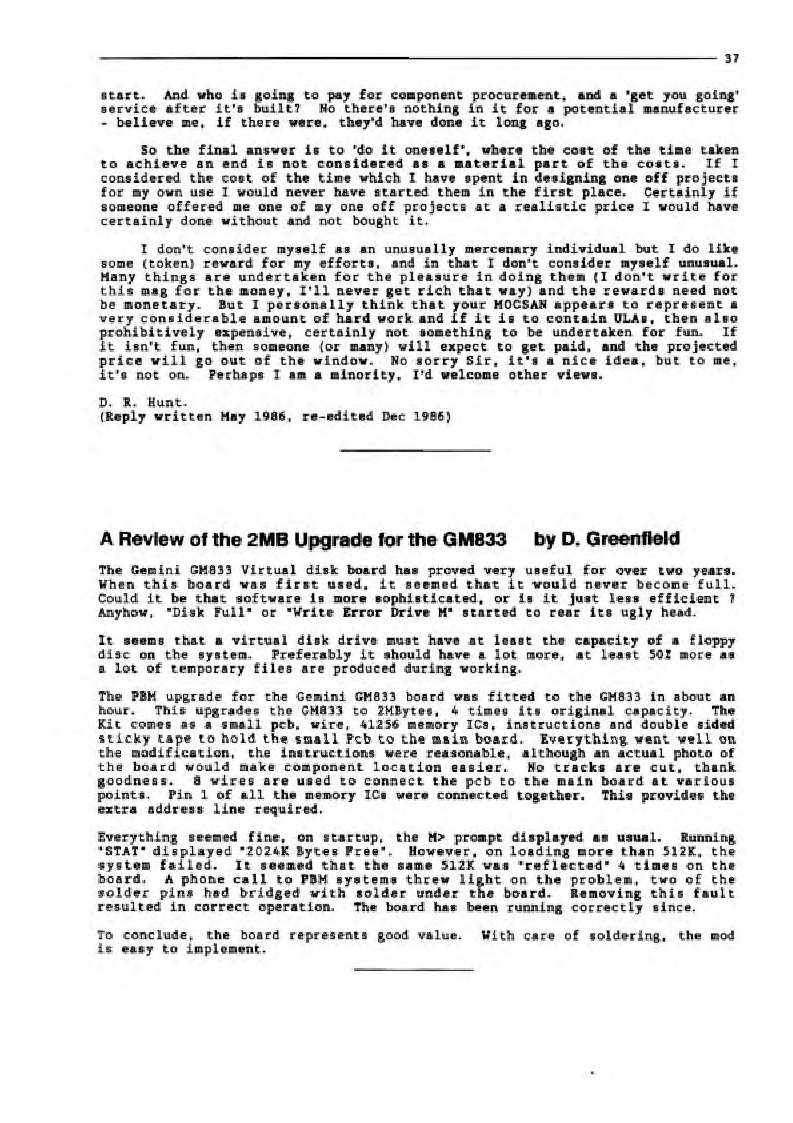 37
start. And who is going to pay for component procurement, and a 'get you going'
service after it's built? No there's nothing in it for a potential manufacturer
- believe me, if there were, they'd have done it long ago.
So the final answer is to 'do it oneself', where the cost of the time taken
to achieve an end is not considered as a material part of the costs. If I
considered the cost of the time which I have spent in designing one off projects
for my own use I would never have started them in the first place. Certainly if
someone offered me one of my one off projects at a realistic price I would have
certainly done without and not bought it.
I don't consider myself as an unusually mercenary individual but I do like
some (token) reward for my efforts, and in that I don't consider myself unusual.
Many things are undertaken for the pleasure in doing them (I don't write for
this mag for the money, I'll never get rich that way) and the rewards need not
be monetary. But I personally think that your MOCSAN appears to represent a
very considerable amount of hard work and if it is to contain ULAs, then also
prohibitively expensive, certainly not something to be undertaken for fun. If
it isn't fun, then someone (or many) will expect to get paid, and the projected
price will go out of the window. No sorry Sir, it's a nice idea, but to me,
it's not on. Perhaps I am a minority, I'd welcome other views.
D. R. Hunt.
(Reply written May 1986, re-edited Dec 1986)
A Review of the 2MB Upgrade for the GM833 by D. Greenfield
The Gemini GM833 Virtual disk board has proved very useful for over two years.
When this board was first used, it seemed that it would never become full.
Could it be that software is more sophisticated, or is it just less efficient ?
Anyhow, "Disk Full" or "Write Error Drive M" started to rear its ugly head.
It seems that a virtual disk drive must have at least the capacity of a floppy
disc on the system. Preferably it should have a lot more, at least 50% more as
a lot of temporary files are produced during working.
The PBM upgrade for the Gemini GM833 board was fitted to the GM833 in about an
hour. This upgrades the GM833 to 2MBytes, 4 times its original capacity. The
Kit comes as a small pcb, wire, 41256 memory ICs, instructions and double sided
sticky tape to hold the small Pcb to the main board. Everything went well on
the modification, the instructions were reasonable, although an actual photo of
the board would make component location easier. No tracks are cut, thank
goodness. 8 wires are used to connect the pcb to the main board at various
points. Pin 1 of all the memory ICs were connected together. This provides the
extra address line required.
Everything seemed fine, on startup, the M> prompt displayed as usual. Running
"STAT" displayed "2024K Bytes Free". However, on loading more than 512K, the
system failed. It seemed that the same 512K was "reflected" 4 times on the
board. A phone call to PBM systems threw light on the problem, two of the
solder pins had bridged with solder under the board. Removing this fault
resulted in correct operation. The board has been running correctly since.
To conclude, the board represents good value. With care of soldering, the mod
is easy to implement.